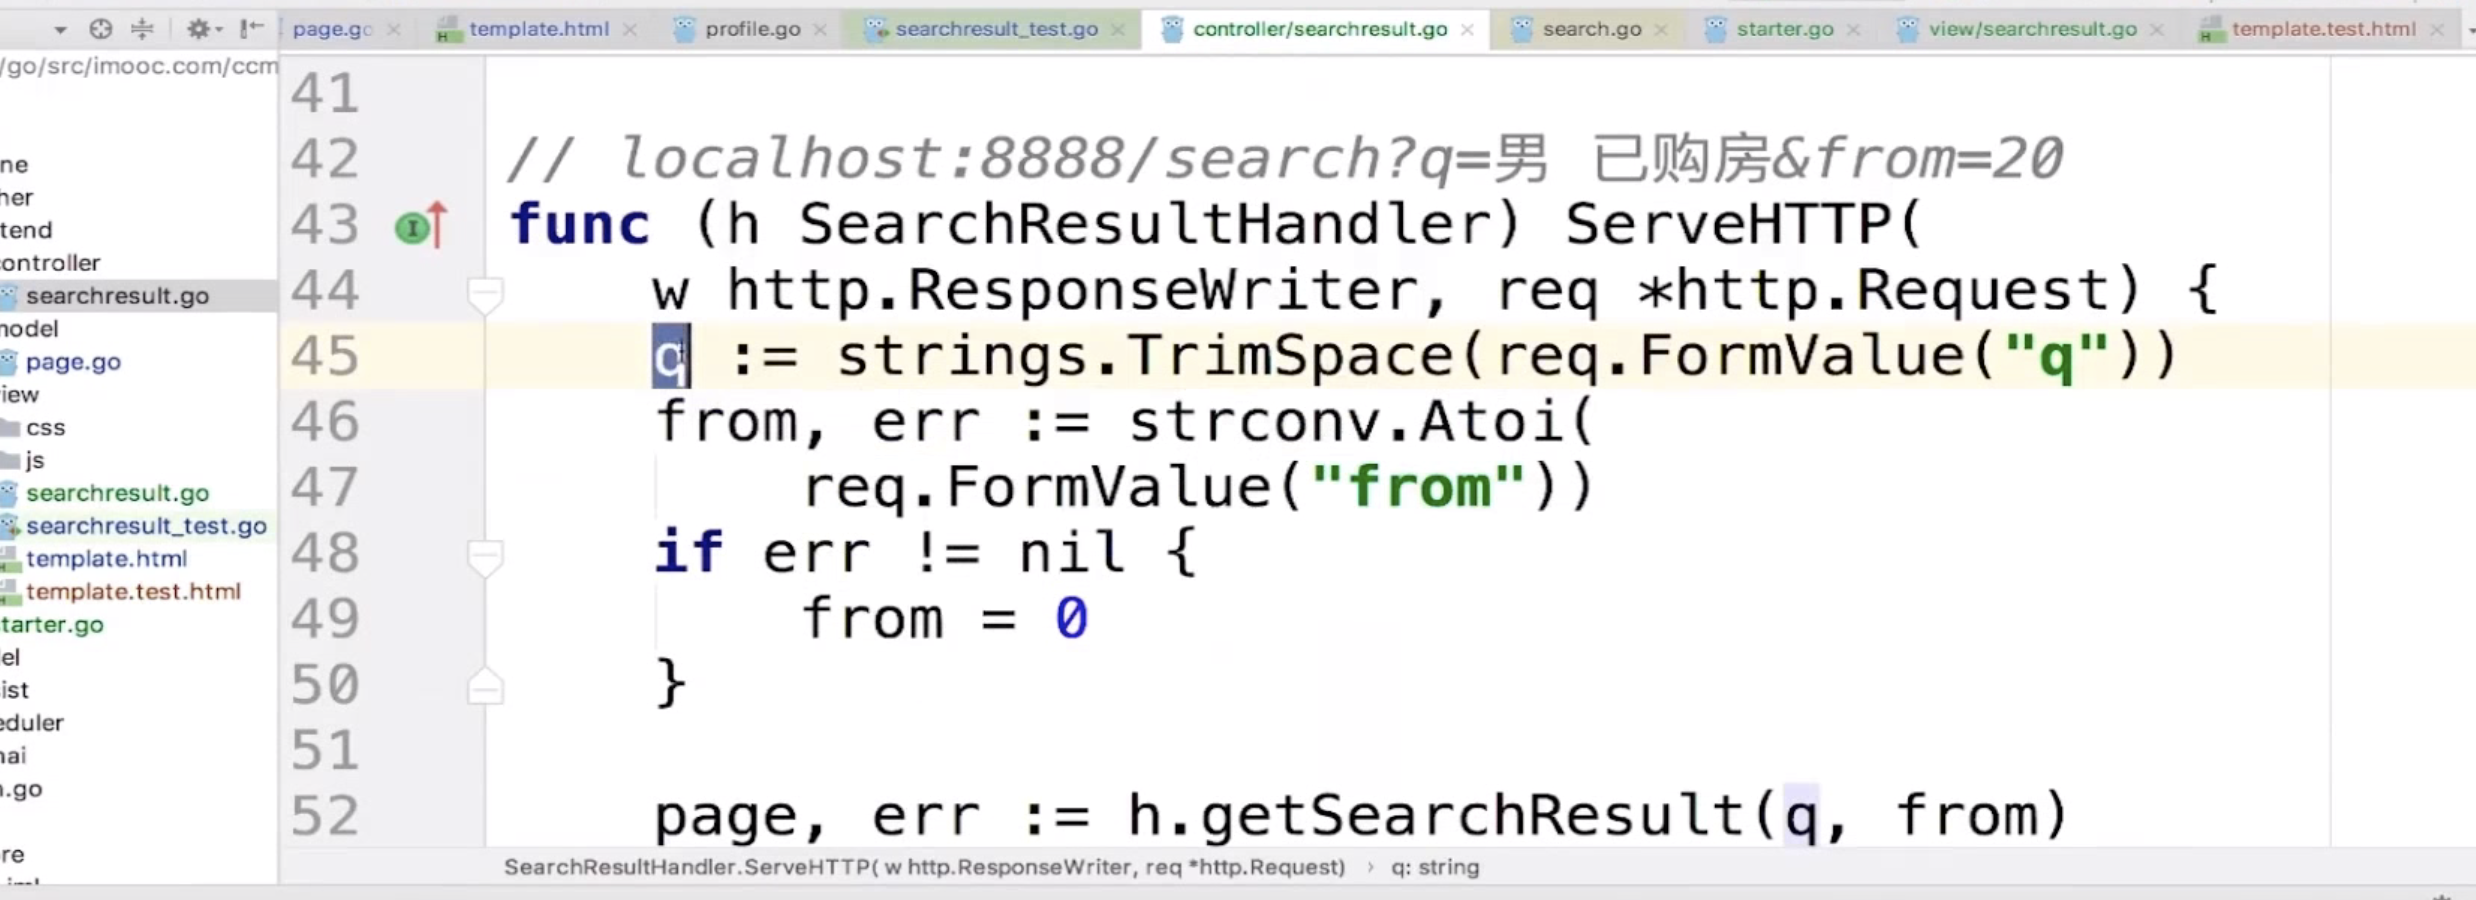 page.go template.html profile.go searchresult_test.go controller/searchresult.go search.go starter.go view/searchresult.go template.test.html
/go/src/imooc.com/ccm
ne
her
tend
ontroller
searchresult.go
model
page.go
iew
css
js
searchresult.go
searchresult_test.go
template.html
template.test.html
tarter.go
el
ist
eduler
nai
.go
re
41
42 // localhost:8888/search?q=男 已购房&from=20
43 func (h SearchResultHandler) ServeHTTP(
44 w http.ResponseWriter, req *http.Request) {
45 q := strings.TrimSpace(req.FormValue("q"))
46 from, err := strconv.Atoi(
47 req.FormValue("from"))
48 if err != nil {
49 from = 0
50 }
51
52 page, err := h.getSearchResult(q, from)
SearchResultHandler.ServeHTTP( w http.ResponseWriter, req *http.Request) › q: string